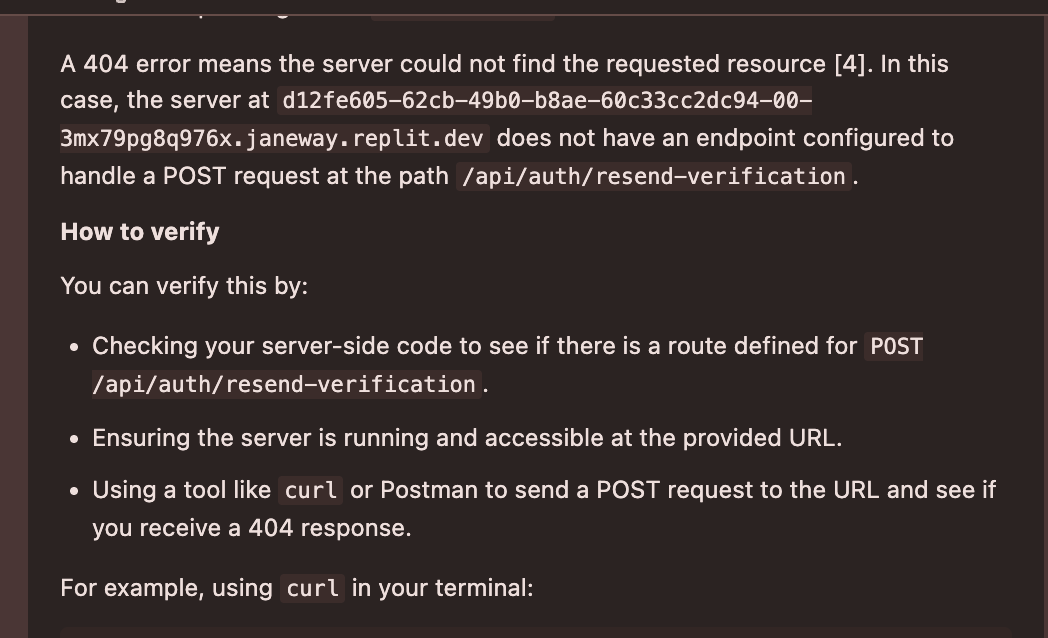 A 404 error means the server could not find the requested resource [4]. In this
case, the server at d12fe605-62cb-49b0-b8ae-60c33cc2dc94-00-
3mx79pg8q976x.janeway.replit.dev does not have an endpoint configured to
handle a POST request at the path /api/auth/resend-verification.
How to verify
You can verify this by:
• Checking your server-side code to see if there is a route defined for POST
/api/auth/resend-verification.
• Ensuring the server is running and accessible at the provided URL.
• Using a tool like curl or Postman to send a POST request to the URL and see if
you receive a 404 response.
For example, using curl in your terminal: